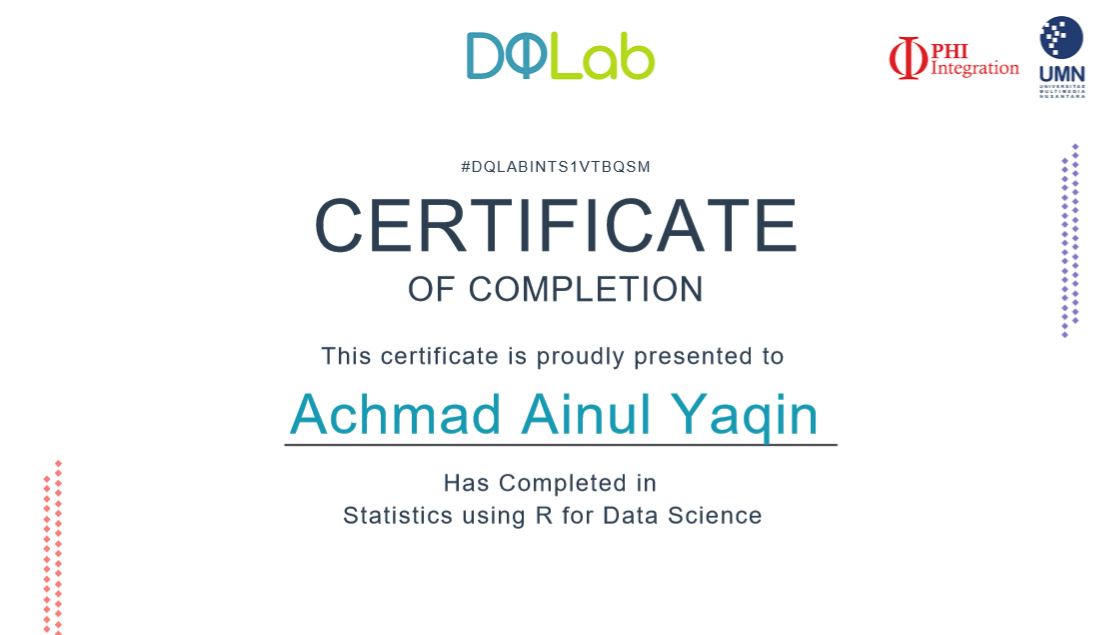 DQLab
PHI
Integration
UMN
UNIVERSITAS
MULTIMEDIA
NUSANTARA
#DQLABINTS1VTBQSM
CERTIFICATE
OF COMPLETION
This certificate is proudly presented to
Achmad Ainul Yaqin
Has Completed in
Statistics using R for Data Science